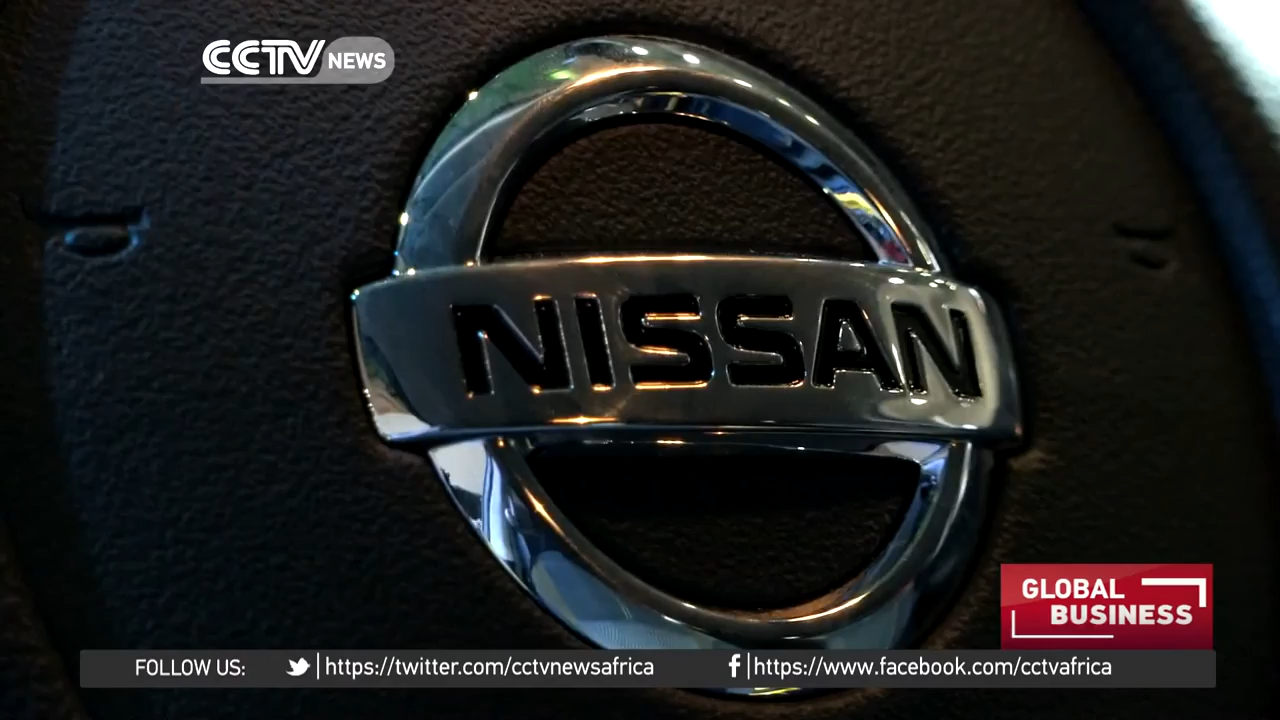 CCTV NEWS
NISSAN
GLOBAL
BUSINESS
FOLLOW US: https://twitter.com/cctvnewsafrica f https://www.facebook.com/cctvafrica